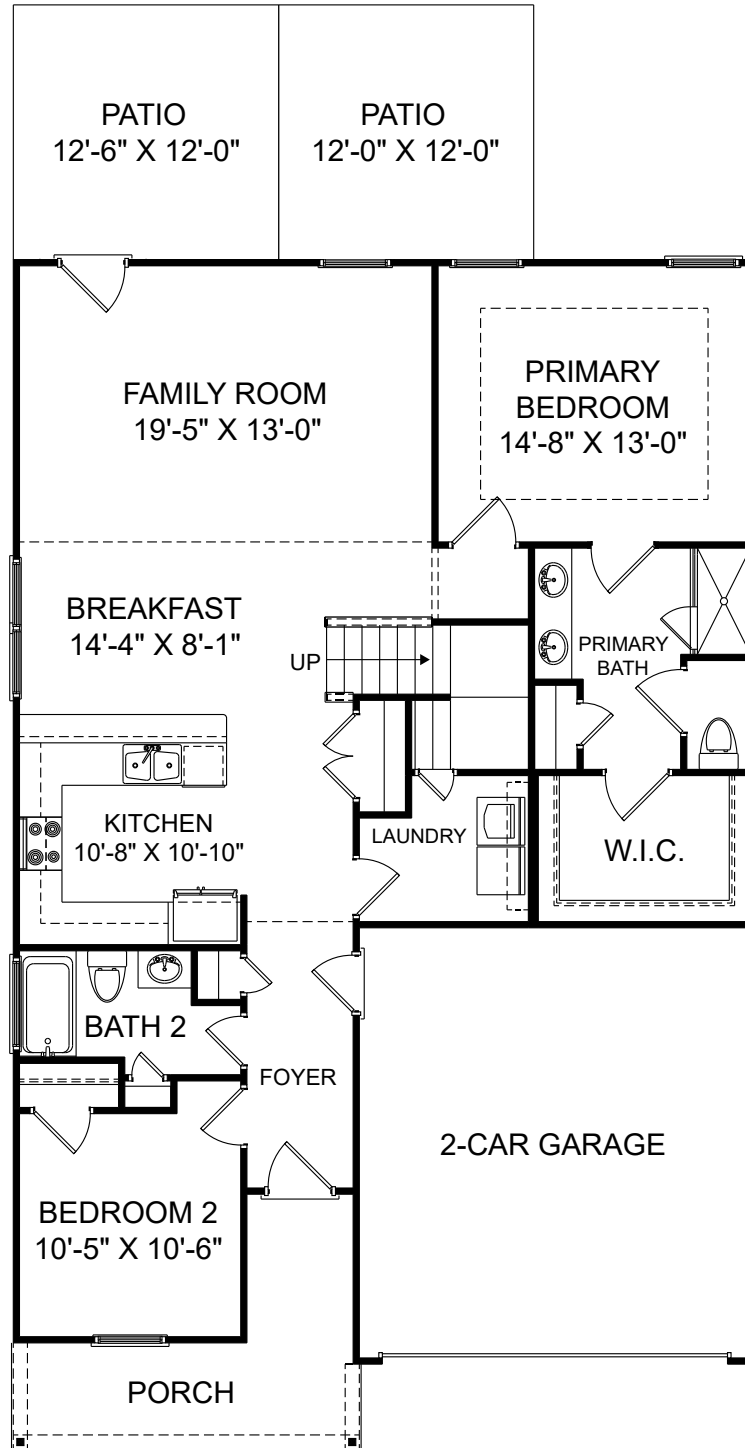 PATIO
12'-6" X 12'-0"
PATIO
12'-0" X 12'-0"
FAMILY ROOM
19'-5" X 13'-0"
PRIMARY
BEDROOM
14'-8" X 13'-0"
BREAKFAST
14'-4" X 8'-1"
UP
PRIMARY
BATH
KITCHEN
10'-8" X 10'-10"
LAUNDRY
W.I.C.
BATH 2
FOYER
2-CAR GARAGE
BEDROOM 2
10'-5" X 10'-6"
PORCH